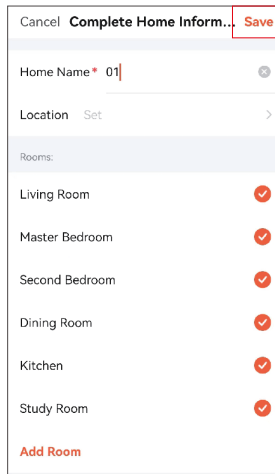 Cancel Complete Home Inform... Save
Home Name* 01
Location Set
Rooms:
Living Room
Master Bedroom
Second Bedroom
Dining Room
Kitchen
Study Room
Add Room